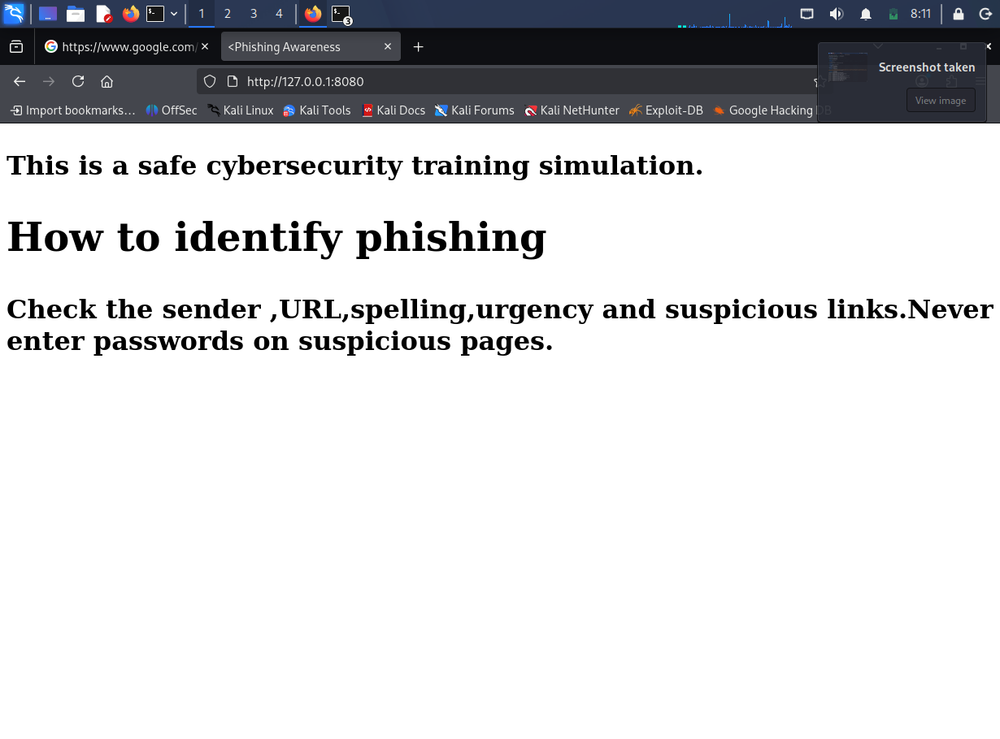 1 2 3 4 3 8:11
https://www.google.com/ <Phishing Awareness
Screenshot taken
http://127.0.0.1:8080
View image
Import bookmarks... OffSec Kali Linux Kali Tools Kali Docs Kali Forums Kali NetHunter Exploit-DB Google Hacking DB
This is a safe cybersecurity training simulation.
How to identify phishing
Check the sender ,URL,spelling,urgency and suspicious links.Never
enter passwords on suspicious pages.